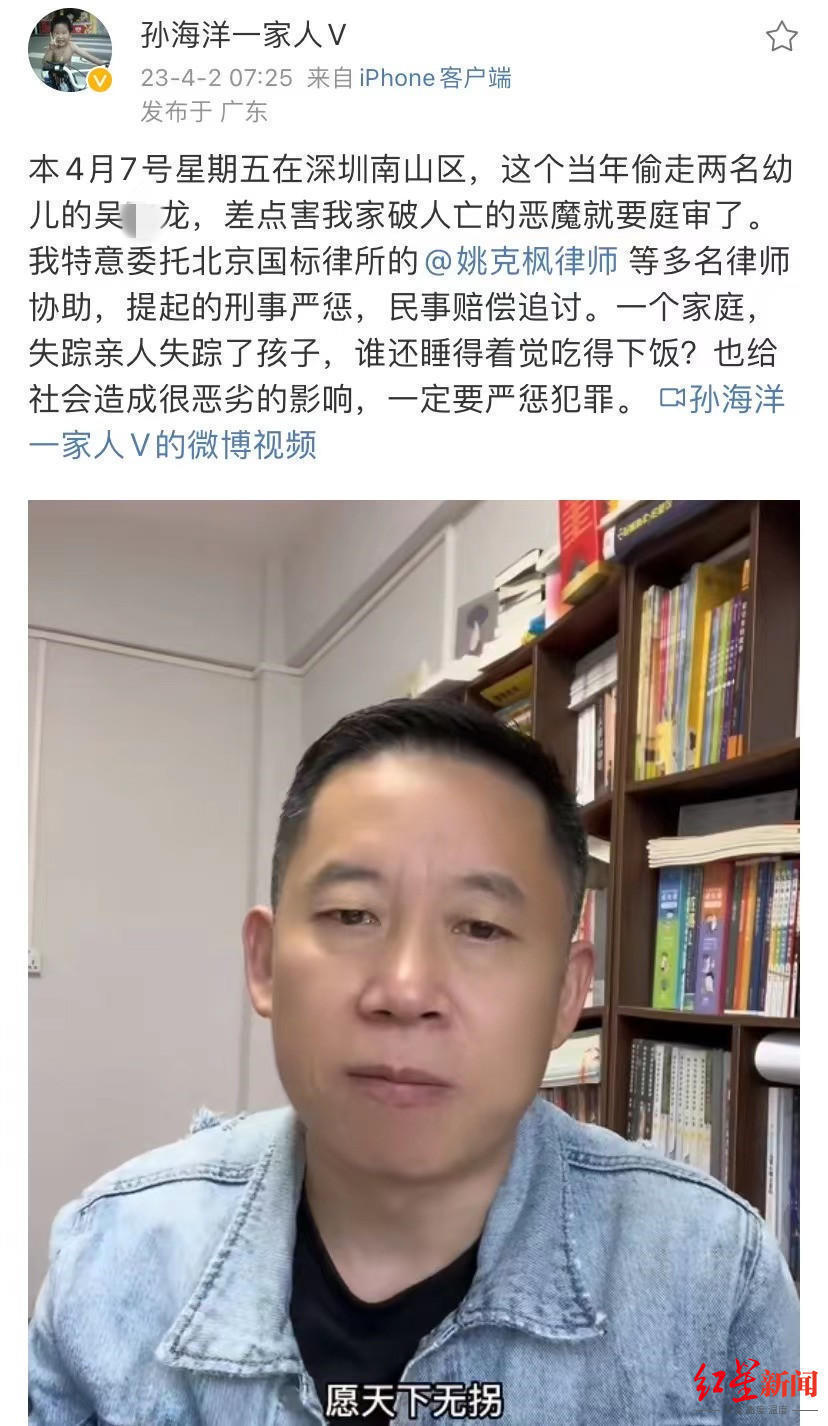 孙海洋一家人V
23-4-2 07:25 来自 iPhone客户端
发布于 广东
本4月7号星期五在深圳南山区，这个当年偷走两名幼
儿的吴 龙，差点害我家破人亡的恶魔就要庭审了。
我特意委托北京国标律所的@姚克枫律师 等多名律师
协助，提起的刑事严惩，民事赔偿追讨。一个家庭，
失踪亲人失踪了孩子，谁还睡得着觉吃得下饭？也给
社会造成很恶劣的影响，一定要严惩犯罪。 孙海洋
一家人V的微博视频
愿天下无拐
红星新闻